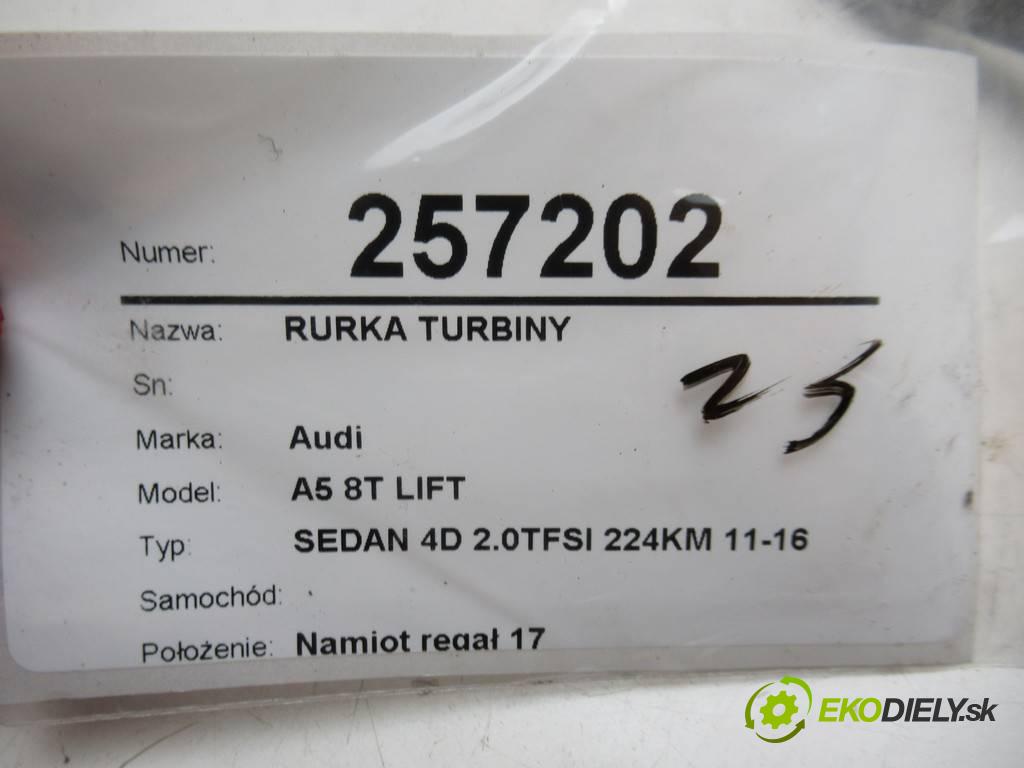 Numer: 257202
Nazwa: RURKA TURBINY
Sn:
25
Marka: Audi
Model: A5 8T LIFT
Typ: SEDAN 4D 2.0TFSI 224KM 11-16
Samochód:
Położenie: Namiot regał 17
EKODIELY.sk